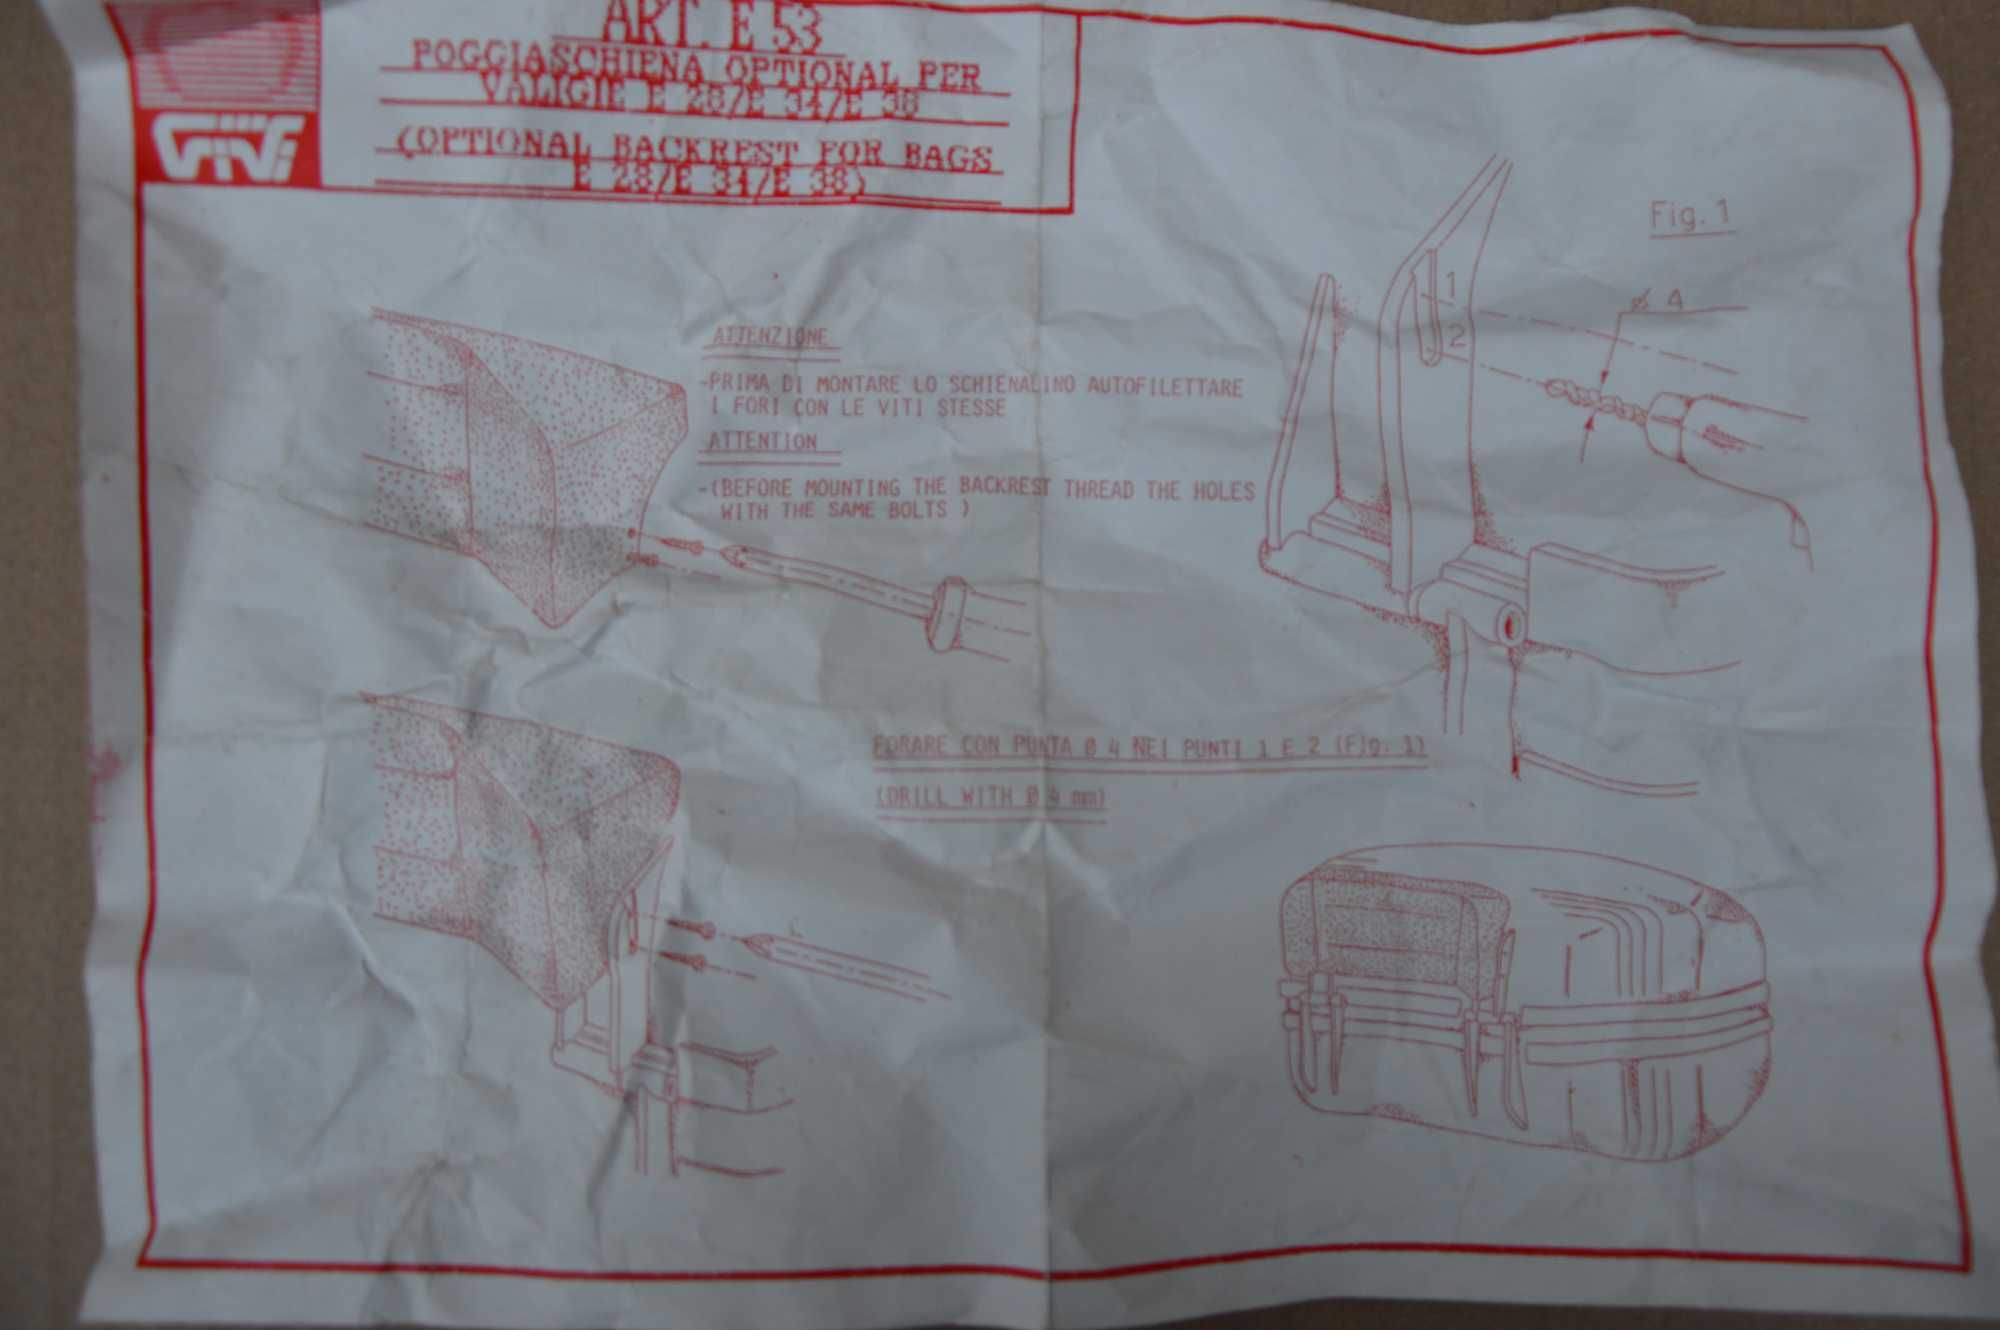 GIVI
ART. E 53
POGGIASCHIENA OPTIONAL PER
VALIGIE E 28/E 34/E 38
(OPTIONAL BACKREST FOR BAGS
E 28/E 34/E 38)
Fig. 1
1
2
ø 4
ATTENZIONE
-PRIMA DI MONTARE LO SCHIENALINO AUTOFILETTARE
I FORI CON LE VITI STESSE
ATTENTION
-(BEFORE MOUNTING THE BACKREST THREAD THE HOLES
WITH THE SAME BOLTS )
FORARE CON PUNTA Ø 4 NEI PUNTI 1 E 2 (Fig. 1)
(DRILL WITH Ø 4 mm)